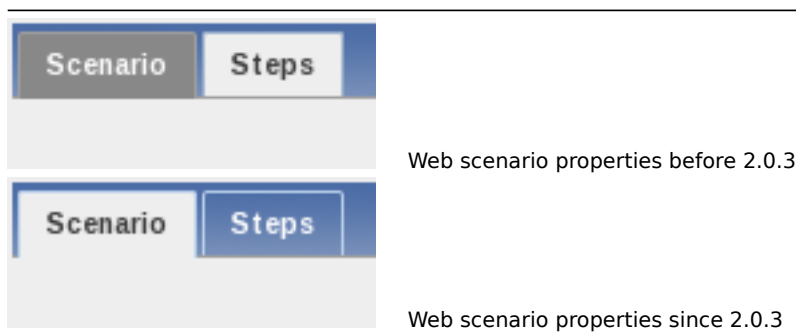 Scenario Steps
Web scenario properties before 2.0.3
Scenario Steps
Web scenario properties since 2.0.3